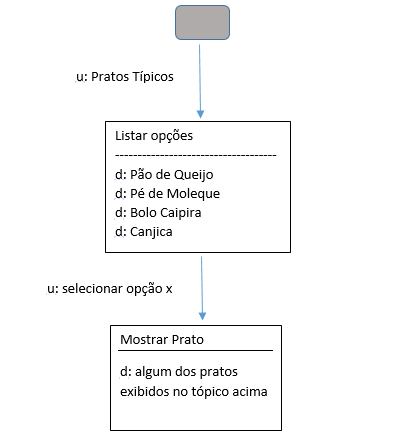 u: Pratos Típicos
Listar opções
------------------------------------
d: Pão de Queijo
d: Pé de Moleque
d: Bolo Caipira
d: Canjica
u: selecionar opção x
Mostrar Prato
d: algum dos pratos
exibidos no tópico acima